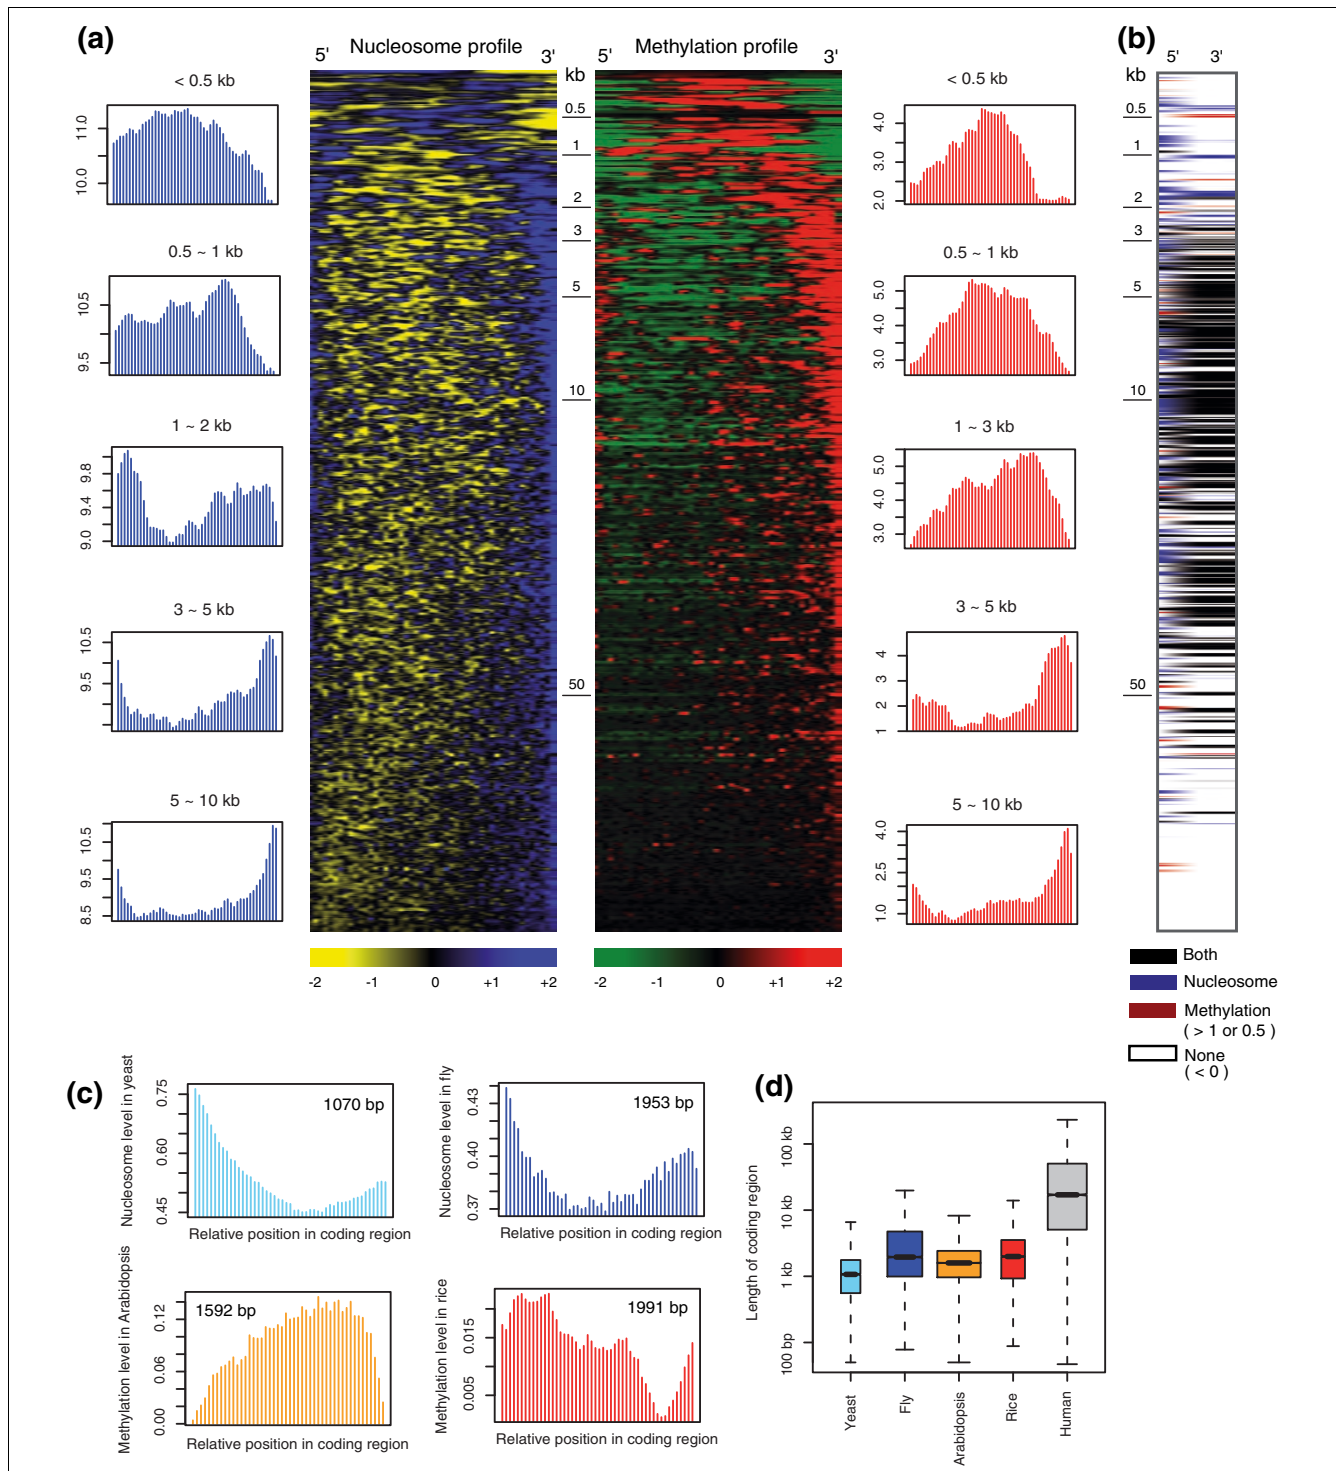 (a)
5' Nucleosome profile 3'
5' Methylation profile 3'
kb
0.5
1
2
3
5
10
50
< 0.5 kb
11.0
10.0
0.5 ~ 1 kb
10.5
9.5
1 ~ 2 kb
9.8
9.4
9.0
3 ~ 5 kb
10.5
9.5
5 ~ 10 kb
10.5
9.5
8.5
-2 -1 0 +1 +2
-2 -1 0 +1 +2
< 0.5 kb
4.0
3.0
2.0
0.5 ~ 1 kb
5.0
4.0
3.0
1 ~ 3 kb
5.0
4.0
3.0
3 ~ 5 kb
4
3
2
1
5 ~ 10 kb
4.0
2.5
1.0
(b)
5' 3'
kb
0.5
1
2
3
5
10
50
Both
Nucleosome
Methylation
( > 1 or 0.5 )
None
( < 0 )
(c)
Nucleosome level in yeast
0.75
0.60
0.45
1070 bp
Relative position in coding region
Nucleosome level in fly
0.43
0.40
0.37
1953 bp
Relative position in coding region
Methylation level in Arabidopsis
0.12
0.06
0.00
1592 bp
Relative position in coding region
Methylation level in rice
0.015
0.005
1991 bp
Relative position in coding region
(d)
Length of coding region
100 kb
10 kb
1 kb
100 bp
Yeast
Fly
Arabidopsis
Rice
Human